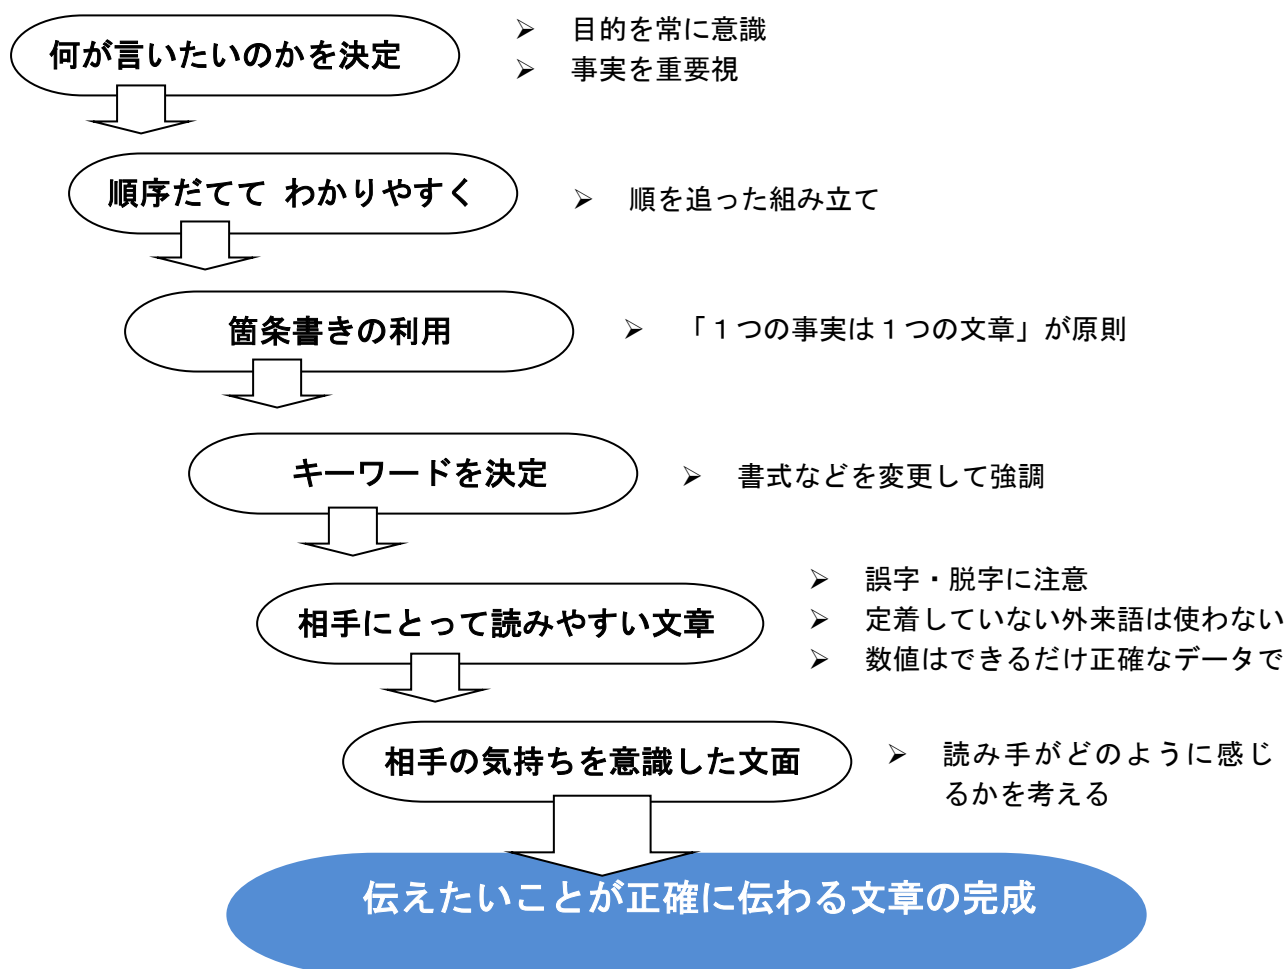 何が言いたいのかを決定
➢ 目的を常に意識
➢ 事実を重要視
順序だてて わかりやすく
➢ 順を追った組み立て
箇条書きの利用
➢ 「１つの事実は１つの文章」が原則
キーワードを決定
➢ 書式などを変更して強調
相手にとって読みやすい文章
➢ 誤字・脱字に注意
➢ 定着していない外来語は使わない
➢ 数値はできるだけ正確なデータで
相手の気持ちを意識した文面
➢ 読み手がどのように感じ
るかを考える
伝えたいことが正確に伝わる文章の完成